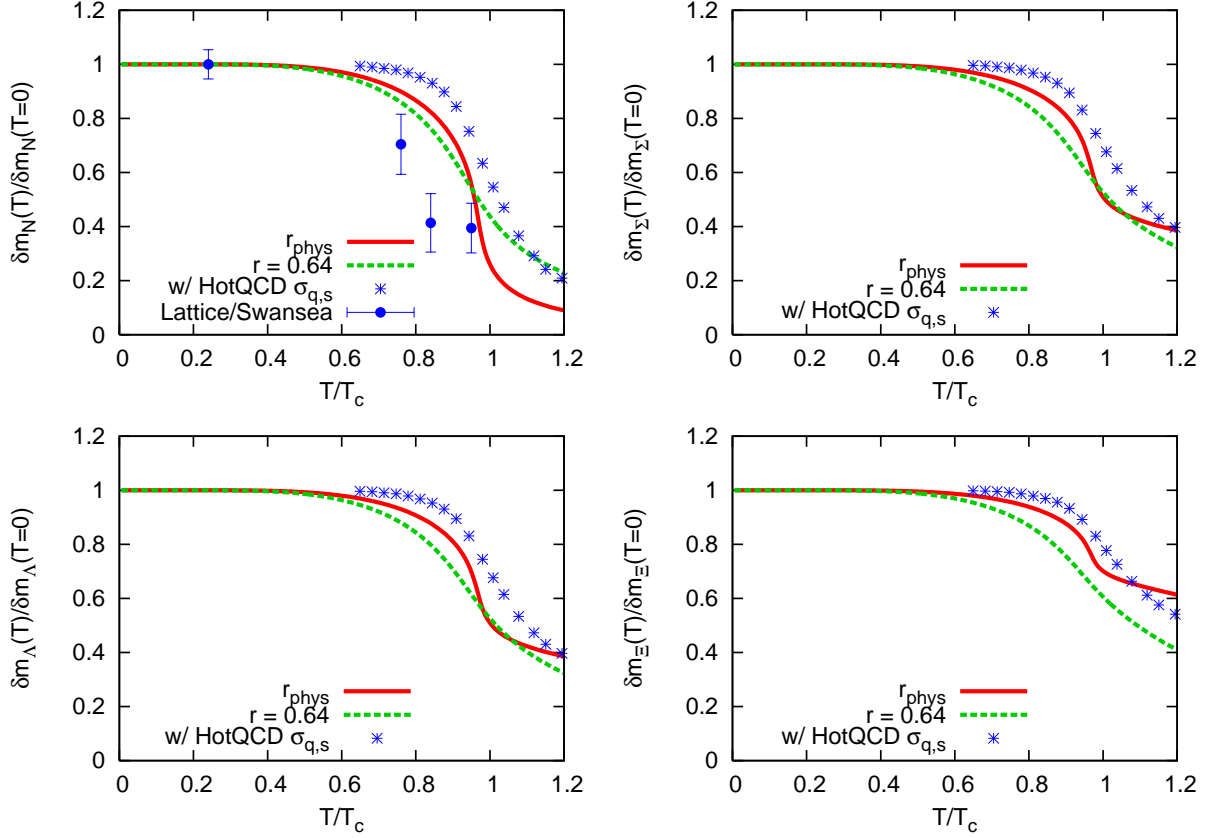 1.2
1
0.8
0.6
0.4
0.2
0
δm_N(T)/δm_N(T=0)
r_phys
r = 0.64
w/ HotQCD σ_q,s
Lattice/Swansea
0 0.2 0.4 0.6 0.8 1 1.2
T/T_c
1.2
1
0.8
0.6
0.4
0.2
0
δm_Σ(T)/δm_Σ(T=0)
r_phys
r = 0.64
w/ HotQCD σ_q,s
0 0.2 0.4 0.6 0.8 1 1.2
T/T_c
1.2
1
0.8
0.6
0.4
0.2
0
δm_Λ(T)/δm_Λ(T=0)
r_phys
r = 0.64
w/ HotQCD σ_q,s
0 0.2 0.4 0.6 0.8 1 1.2
T/T_c
1.2
1
0.8
0.6
0.4
0.2
0
δm_Ξ(T)/δm_Ξ(T=0)
r_phys
r = 0.64
w/ HotQCD σ_q,s
0 0.2 0.4 0.6 0.8 1 1.2
T/T_c